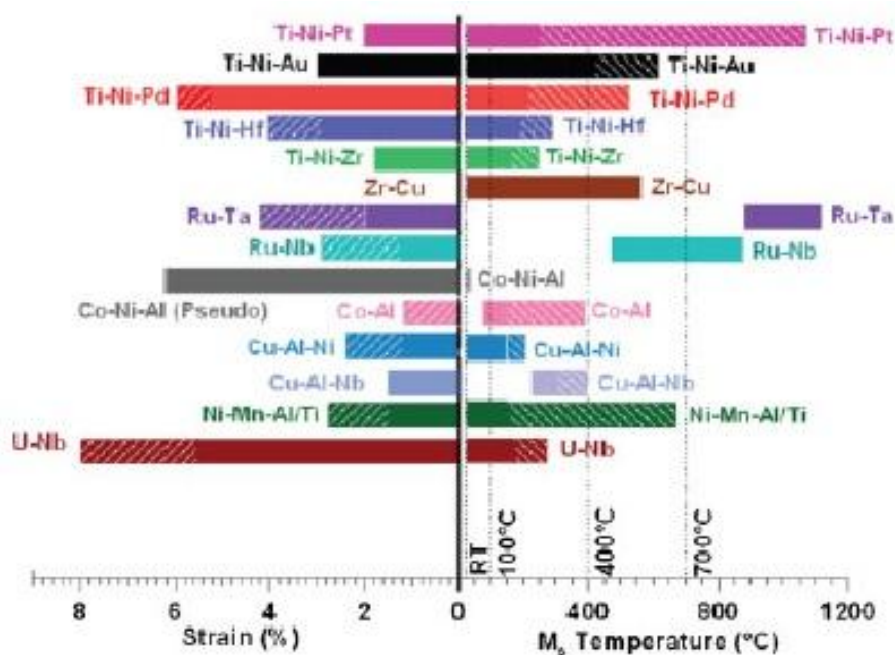 Ti-Ni-Pt Ti-Ni-Pt
Ti-Ni-Au Ti-Ni-Au
Ti-Ni-Pd Ti-Ni-Pd
Ti-Ni-Hf Ti-Ni-Hf
Ti-Ni-Zr Ti-Ni-Zr
Zr-Cu Zr-Cu
Ru-Ta Ru-Ta
Ru-Nb Ru-Nb
Co-Ni-Al
Co-Ni-Al (Pseudo) Co-Al Co-Al
Cu-Al-Ni Cu-Al-Ni
Cu-Al-Nb Cu-Al-Nb
Ni-Mn-Al/Ti Ni-Mn-Al/Ti
U-Nb U-Nb
RT 100°C 400°C 700°C
8 6 4 2 0 400 800 1200
Strain (%) Ms Temperature (°C)